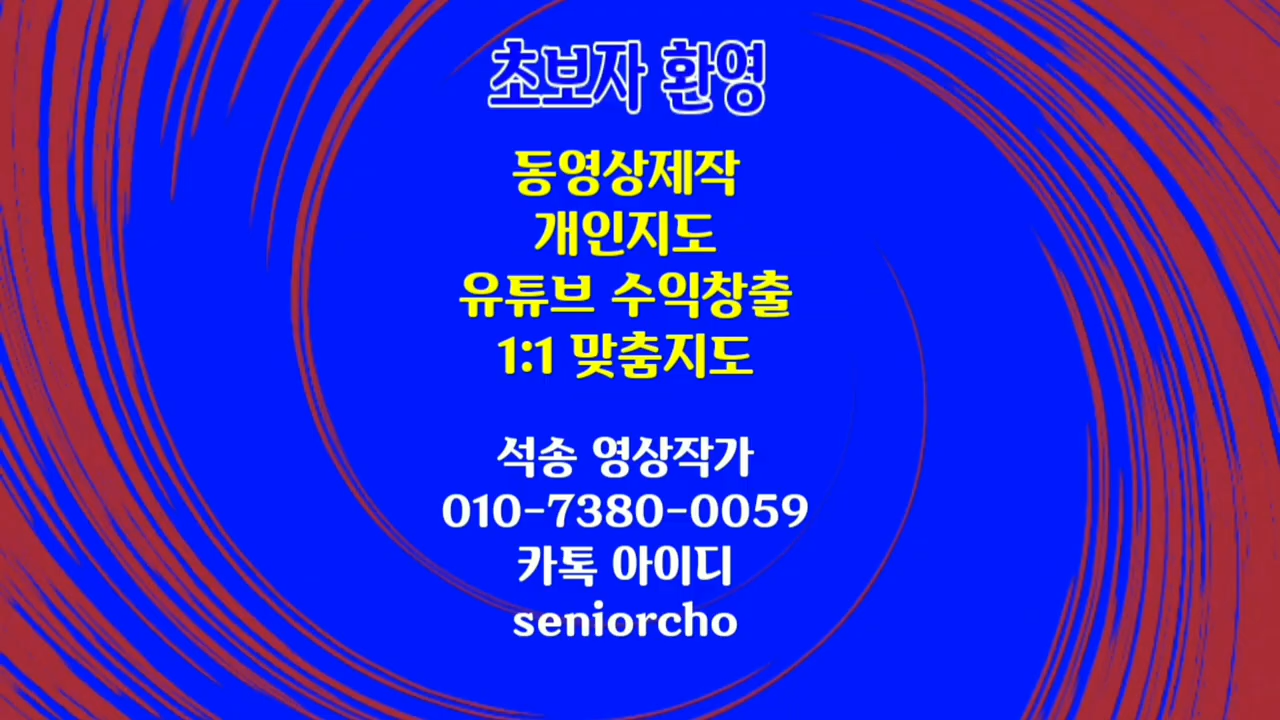 초보자 환영
동영상제작
개인지도
유튜브 수익창출
1:1 맞춤지도
석송 영상작가
010-7380-0059
카톡 아이디
seniorcho